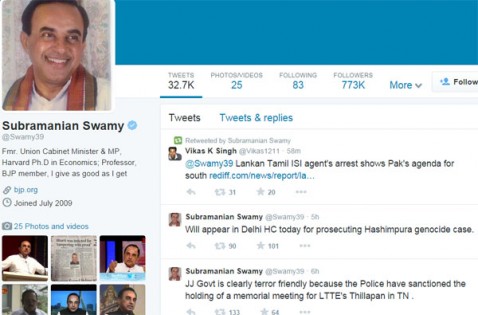 TWEETS PHOTOS/VIDEOS FOLLOWING FOLLOWERS
32.7K 25 83 773K More Follow
Subramanian Swamy
@Swamy39
Fmr. Union Cabinet Minister & MP,
Harvard Ph.D in Economics; Professor,
BJP member, I give as good as I get
bjp.org
Joined July 2009
25 Photos and videos
Tweets Tweets & replies
Retweeted by Subramanian Swamy
Vikas K Singh @Vikas1211 · 58m
@Swamy39 Lankan Tamil ISI agent's arrest shows Pak's agenda for
south rediff.com/news/report/la...
31 20
Subramanian Swamy @Swamy39 · 5h
Will appear in Delhi HC today for prosecuting Hashimpura genocide case.
90 101
Subramanian Swamy @Swamy39 · 6h
JJ Govt is clearly terror friendly because the Police have sanctioned the
holding of a memorial meeting for LTTE's Thillapan in TN .
133 64